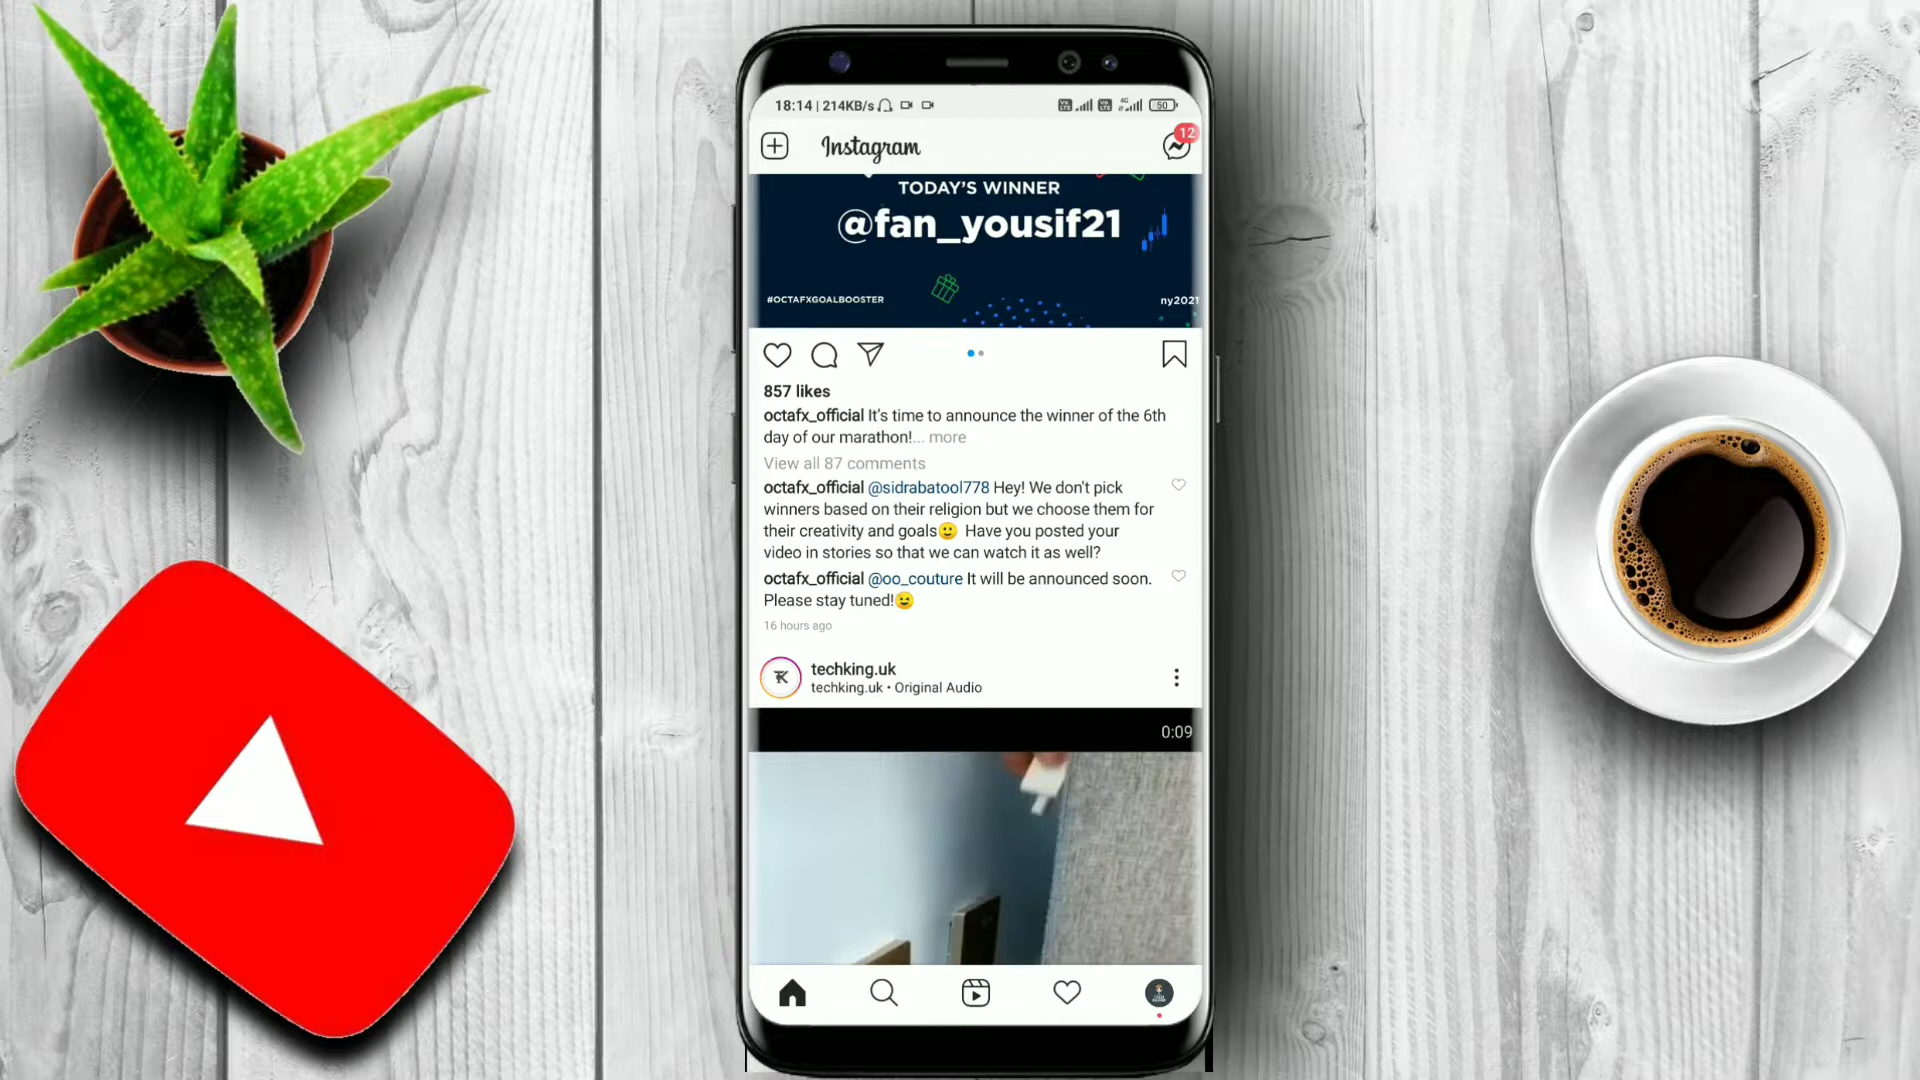 18:14 | 214KB/s
50
Instagram
12
TODAY'S WINNER
@fan_yousif21
#OCTAFXGOALBOOSTER
ny2021
857 likes
octafx_official It's time to announce the winner of the 6th
day of our marathon!... more
View all 87 comments
octafx_official @sidrabatool778 Hey! We don't pick
winners based on their religion but we choose them for
their creativity and goals🙂 Have you posted your
video in stories so that we can watch it as well?
octafx_official @oo_couture It will be announced soon.
Please stay tuned!😉
16 hours ago
techking.uk
techking.uk • Original Audio
0:09